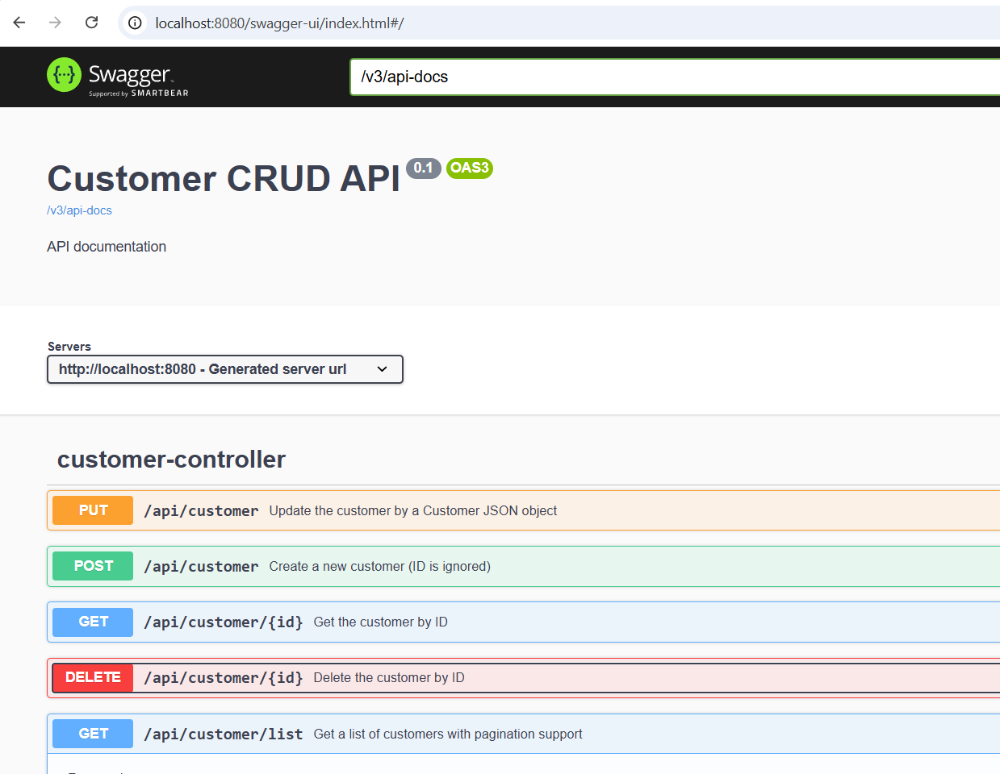 localhost:8080/swagger-ui/index.html#/
{···} Swagger
Supported by SMARTBEAR
/v3/api-docs
Customer CRUD API 0.1 OAS3
/v3/api-docs
API documentation
Servers
http://localhost:8080 - Generated server url
customer-controller
PUT /api/customer Update the customer by a Customer JSON object
POST /api/customer Create a new customer (ID is ignored)
GET /api/customer/{id} Get the customer by ID
DELETE /api/customer/{id} Delete the customer by ID
GET /api/customer/list Get a list of customers with pagination support